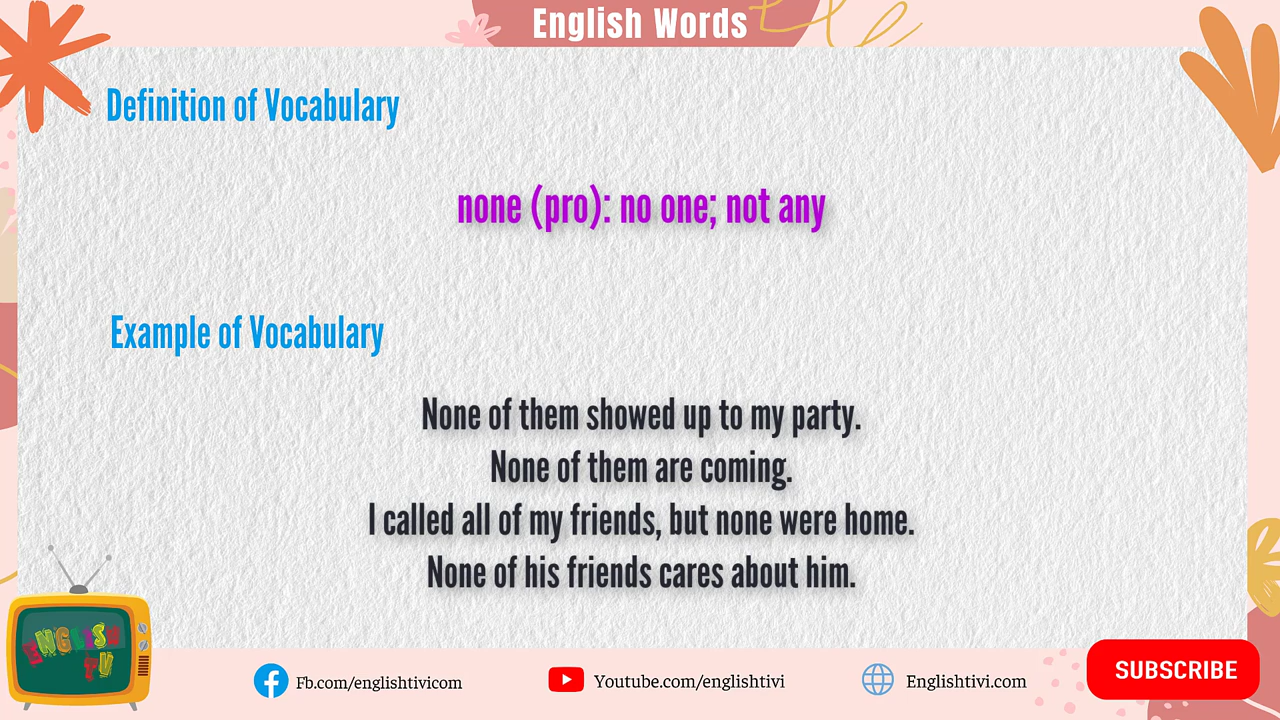 English Words
Definition of Vocabulary
none (pro): no one; not any
Example of Vocabulary
None of them showed up to my party.
None of them are coming.
I called all of my friends, but none were home.
None of his friends cares about him.
ENGLISH
TV
Fb.com/englishtivicom
Youtube.com/englishtivi
Englishtivi.com
SUBSCRIBE